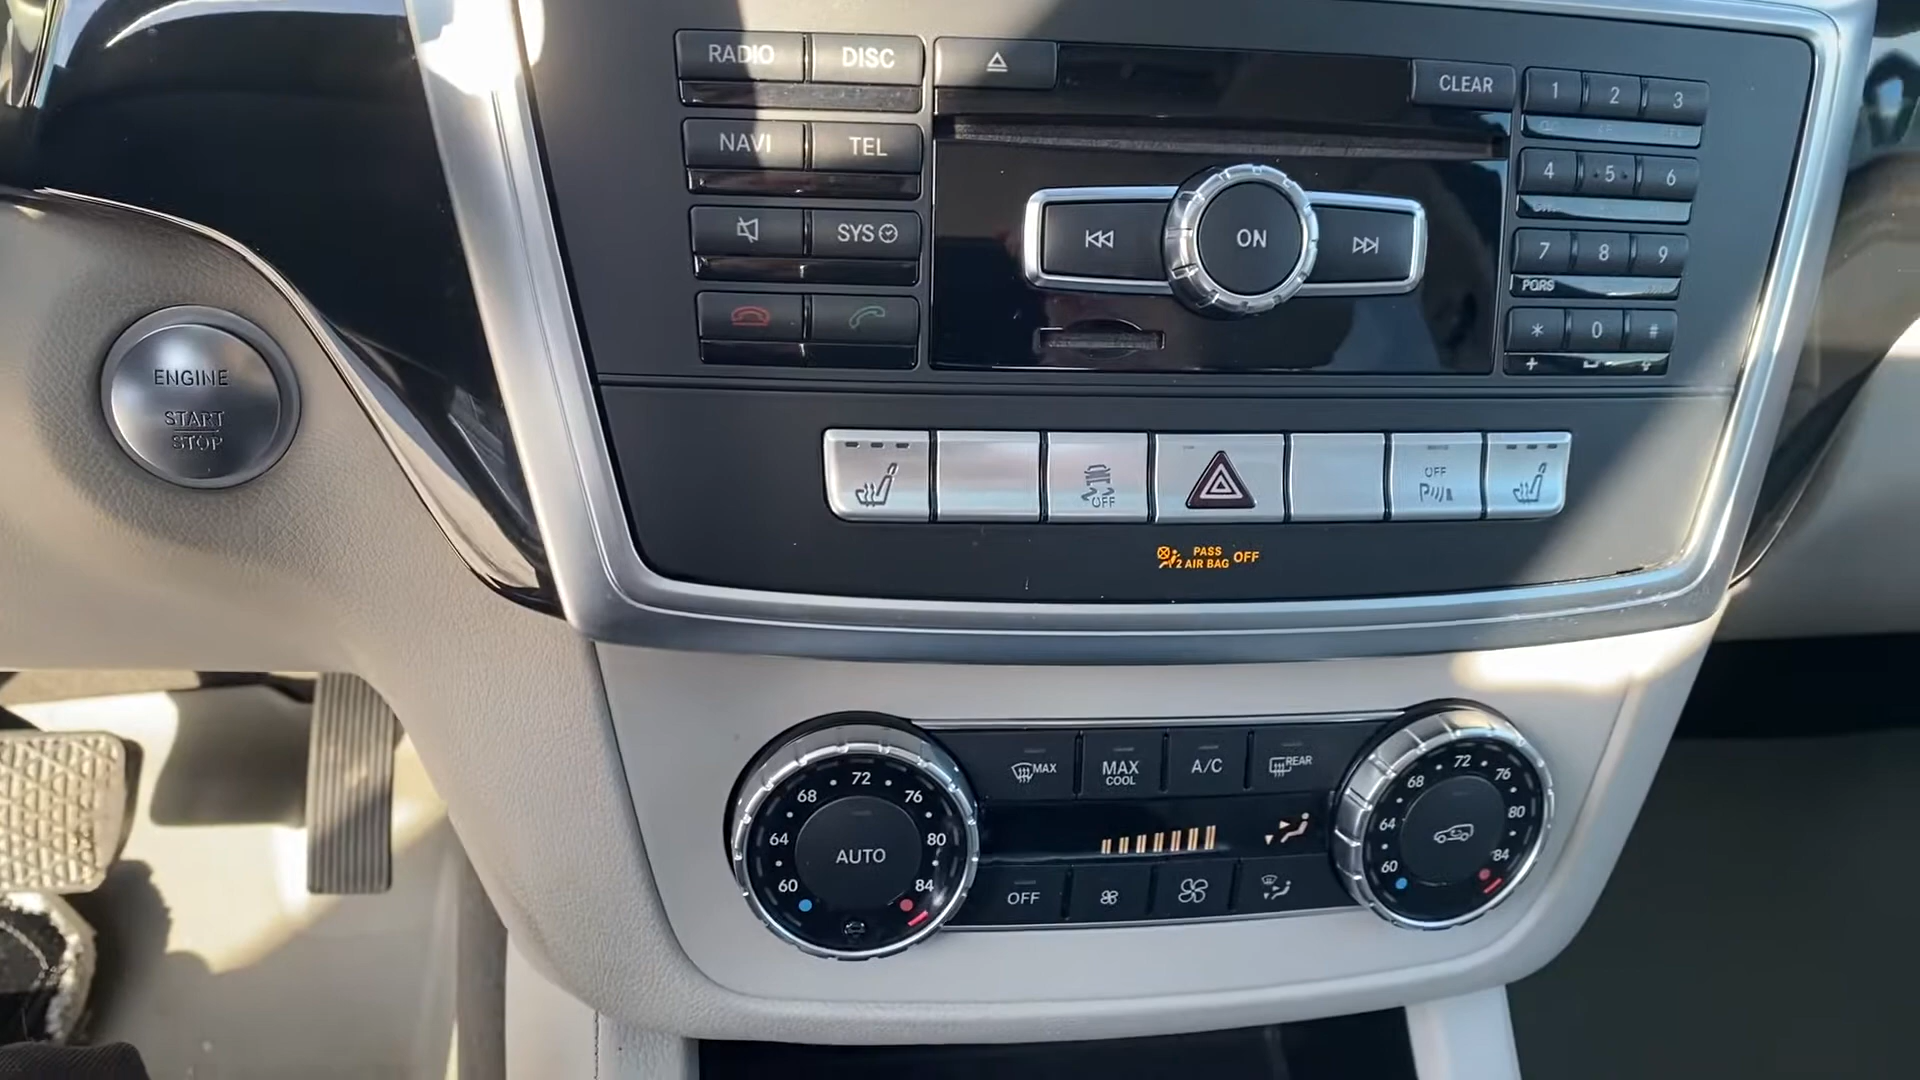 RADIO DISC
CLEAR
1 2 3
NAVI TEL
4 5 6
SYS
ON
7 8 9
PQRS
* 0 #
+
ENGINE
START
STOP
OFF
OFF
PASS
2 AIR BAG OFF
60 64 68 72 76 80 84
AUTO
MAX
MAX
COOL
A/C
REAR
OFF
60 64 68 72 76 80 84